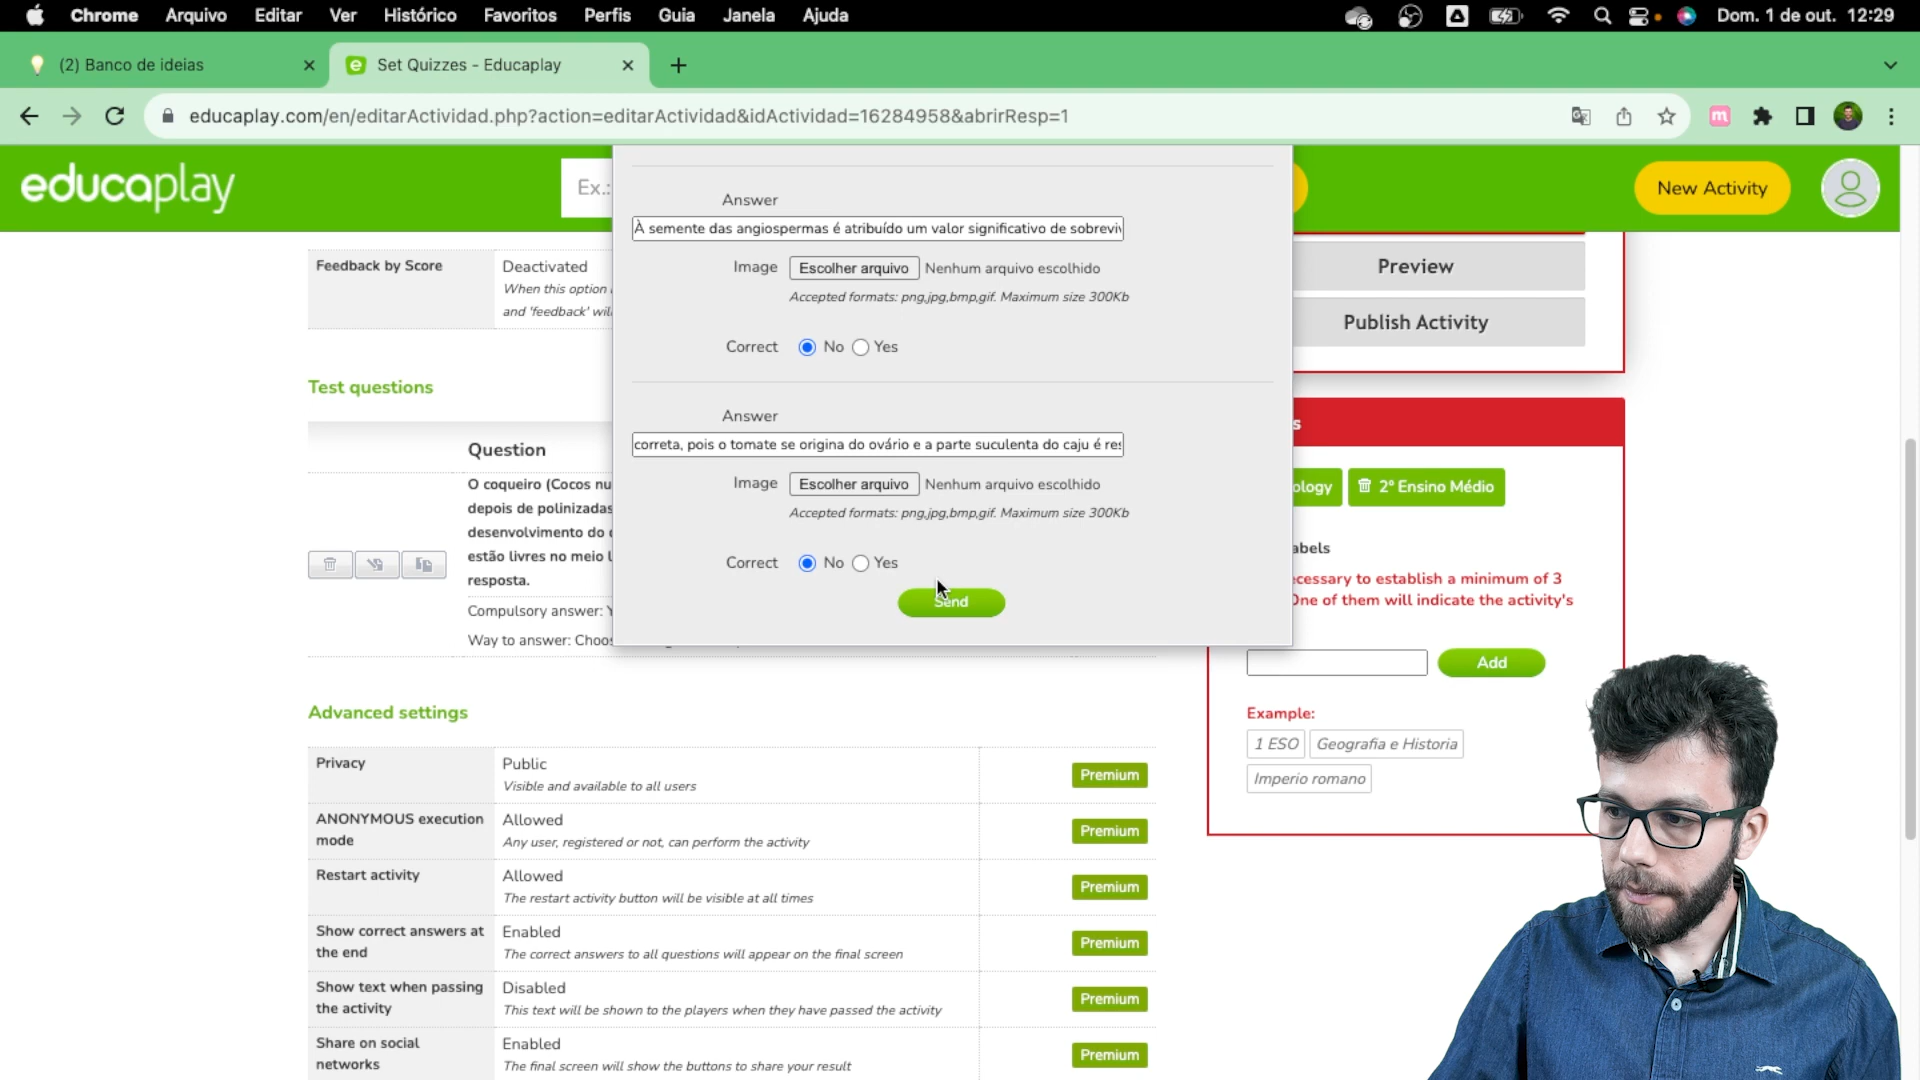 Chrome Arquivo Editar Ver Histórico Favoritos Perfis Guia Janela Ajuda Dom. 1 de out. 12:29
(2) Banco de ideias
Set Quizzes - Educaplay
educaplay.com/en/editarActividad.php?action=editarActividad&idActividad=16284958&abrirResp=1
educaplay
Ex.:
New Activity
Answer
À semente das angiospermas é atribuído um valor significativo de
Image Escolher arquivo Nenhum arquivo escolhido
Accepted formats: png,jpg,bmp,gif. Maximum size 300Kb
Correct No Yes
Answer
correta, pois o tomate se origina do ovário e a parte suculenta do caju é
Image Escolher arquivo Nenhum arquivo escolhido
Accepted formats: png,jpg,bmp,gif. Maximum size 300Kb
Correct No Yes
Send
Feedback by Score
Deactivated
When this option
and 'feedback'
Test questions
Question
O coqueiro (Cocos
depois de
desenvolvimento do
estão livres no meio
resposta.
Compulsory answer:
Way to answer:
Advanced settings
Privacy
Public
Visible and available to all users
Premium
ANONYMOUS execution
mode
Allowed
Any user, registered or not, can perform the activity
Premium
Restart activity
Allowed
The restart activity button will be visible at all times
Premium
Show correct answers at
the end
Enabled
The correct answers to all questions will appear on the final screen
Premium
Show text when passing
the activity
Disabled
This text will be shown to the players when they have passed the activity
Premium
Share on social
networks
Enabled
The final screen will show the buttons to share your result
Premium
Preview
Publish Activity
2º Ensino Médio
to establish a minimum of 3
One of them will indicate the activity's
Add
Example:
1 ESO
Geografia e Historia
Imperio romano